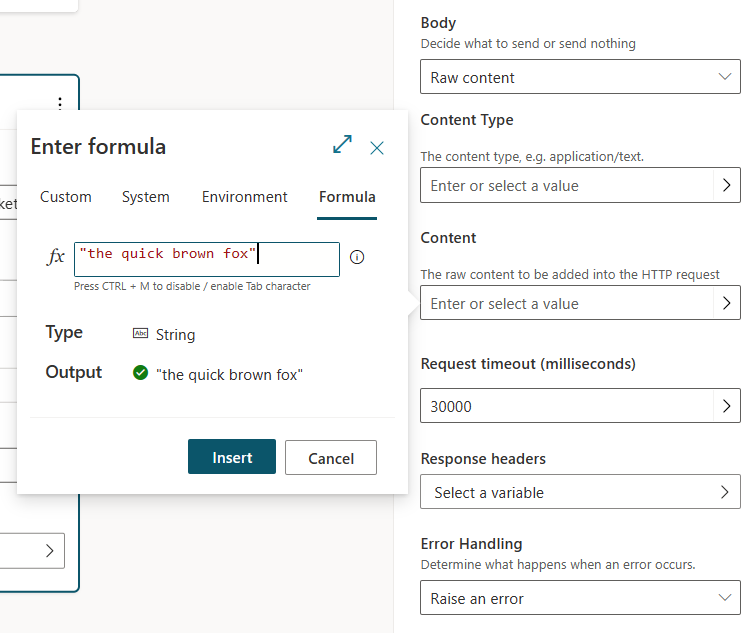 Body
Decide what to send or send nothing
Raw content
Content Type
The content type, e.g. application/text.
Enter or select a value
Content
The raw content to be added into the HTTP request
Enter or select a value
Request timeout (milliseconds)
30000
Response headers
Select a variable
Error Handling
Determine what happens when an error occurs.
Raise an error
ket
Enter formula
Custom System Environment Formula
fx "the quick brown fox"
Press CTRL + M to disable / enable Tab character
Type Abc String
Output "the quick brown fox"
Insert Cancel